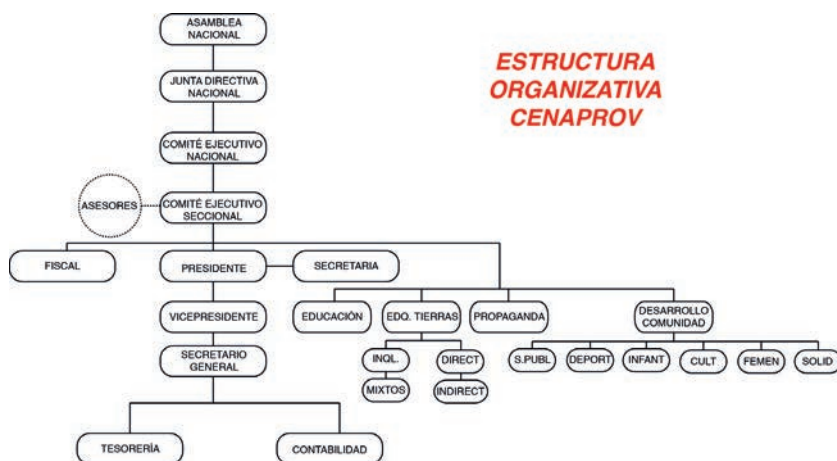 ASAMBLEA
NACIONAL
ESTRUCTURA
ORGANIZATIVA
CENAPROV
JUNTA DIRECTIVA
NACIONAL
COMITÉ EJECUTIVO
NACIONAL
ASESORES
COMITÉ EJECUTIVO
SECCIONAL
FISCAL
PRESIDENTE
SECRETARIA
VICEPRESIDENTE
EDUCACIÓN
EDQ. TIERRAS
PROPAGANDA
DESARROLLO
COMUNIDAD
SECRETARIO
GENERAL
INQL.
DIRECT
S.PUBL
DEPORT
INFANT
CULT
FEMEN
SOLID
MIXTOS
INDIRECT
TESORERÍA
CONTABILIDAD